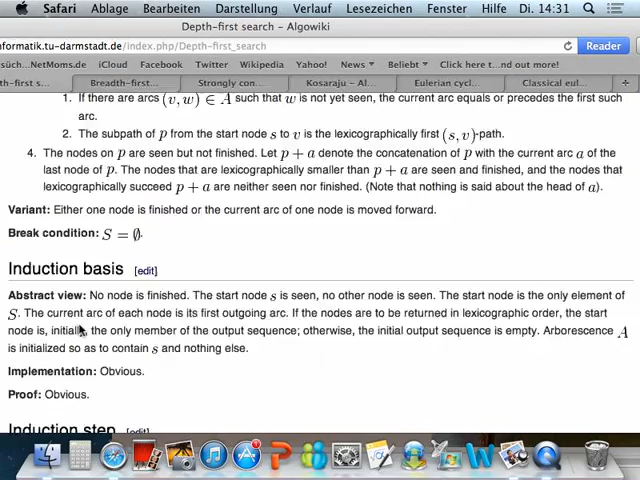 Safari Ablage Bearbeiten Darstellung Gehe zu Verlauf Lesezeichen Fenster Hilfe Di. 14:31
Depth-first search - Algowiki
nformatik.tu-darmstadt.de/index.php/Depth-first_search Reader
NetMoms.de iCloud Facebook Twitter Wikipedia Yahoo! News Beliebt Click here t...nd out more!
th-first s... Breadth-first... Strongly con... Kosaraju – Al... Eulerian cycl... Classical eul...
1. If there are arcs (v, w) ∈ A such that w is not yet seen, the current arc equals or precedes the first such
arc.
2. The subpath of p from the start node s to v is the lexicographically first (s, v)-path.
4. The nodes on p are seen but not finished. Let p + a denote the concatenation of p with the current arc a of the
last node of p. The nodes that are lexicographically smaller than p + a are seen and finished, and the nodes that
lexicographically succeed p + a are neither seen nor finished. (Note that nothing is said about the head of a).
Variant: Either one node is finished or the current arc of one node is moved forward.
Break condition: S = ∅.
Induction basis [edit]
Abstract view: No node is finished. The start node s is seen, no other node is seen. The start node is the only element of
S. The current arc of each node is its first outgoing arc. If the nodes are to be returned in lexicographic order, the start
node is, initially, the only member of the output sequence; otherwise, the initial output sequence is empty. Arborescence A
is initialized so as to contain s and nothing else.
Implementation: Obvious.
Proof: Obvious.
Induction step [edit]